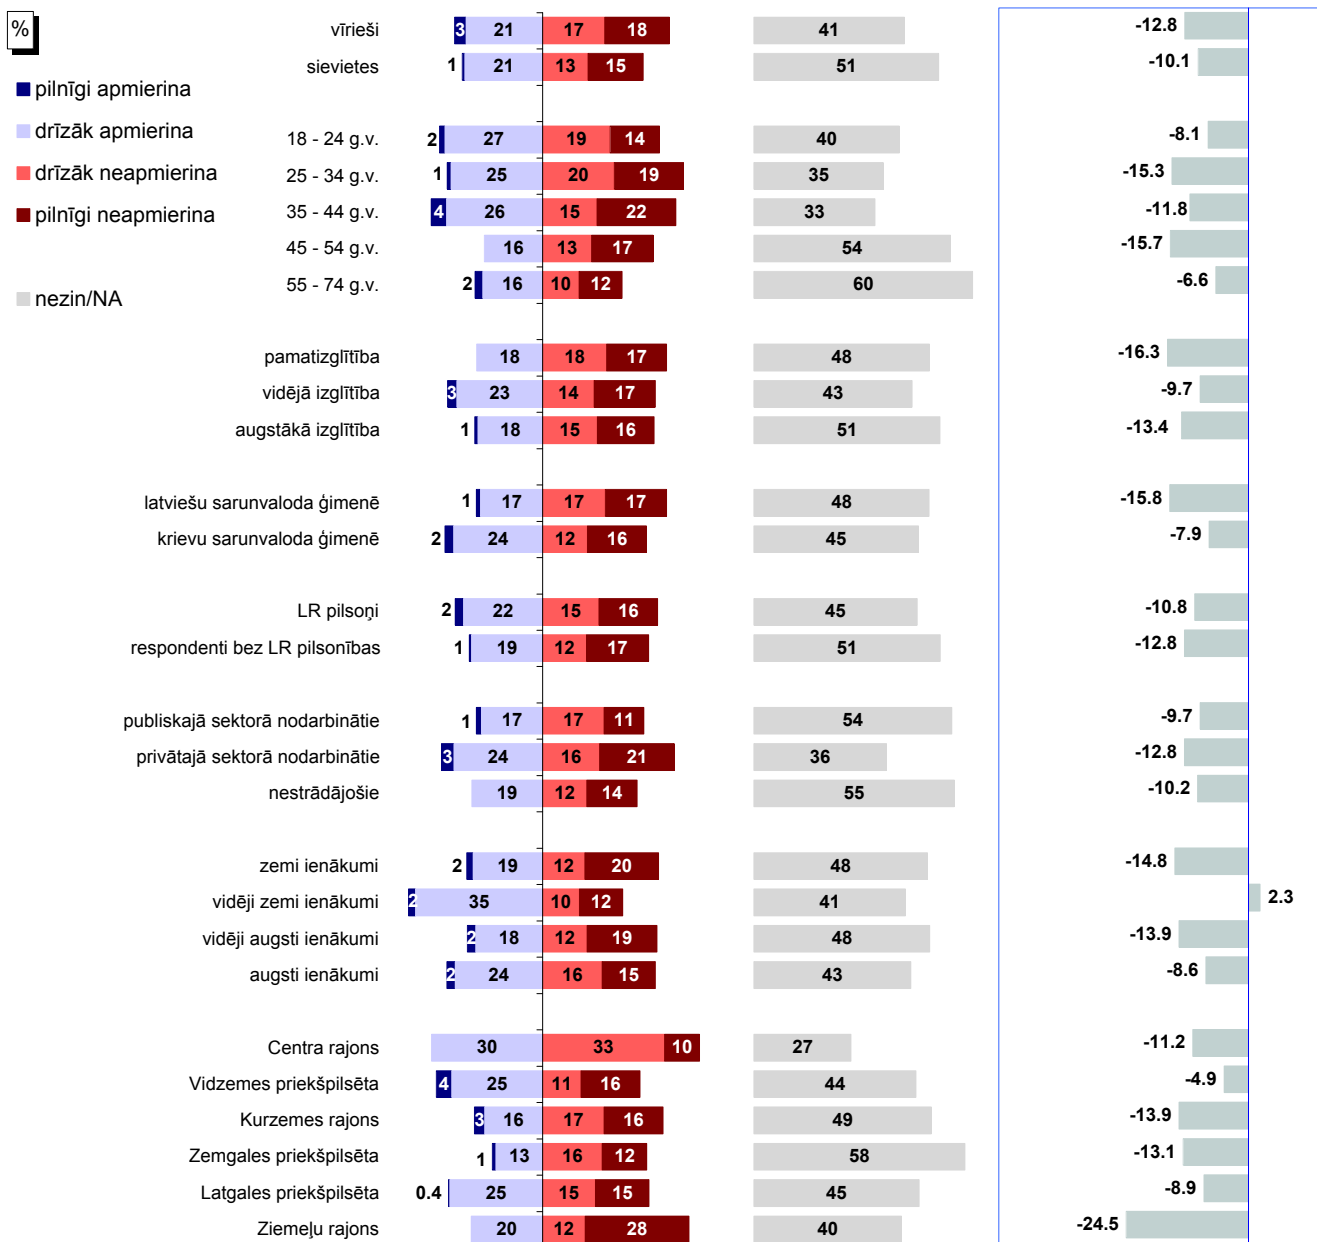 %
pilnīgi apmierina
drīzāk apmierina
drīzāk neapmierina
pilnīgi neapmierina
nezin/NA
vīrieši 3 21 17 18 41 -12.8
sievietes 1 21 13 15 51 -10.1
18 - 24 g.v. 2 27 19 14 40 -8.1
25 - 34 g.v. 1 25 20 19 35 -15.3
35 - 44 g.v. 4 26 15 22 33 -11.8
45 - 54 g.v. 16 13 17 54 -15.7
55 - 74 g.v. 2 16 10 12 60 -6.6
pamatizglītība 18 18 17 48 -16.3
vidējā izglītība 3 23 14 17 43 -9.7
augstākā izglītība 1 18 15 16 51 -13.4
latviešu sarunvaloda ģimenē 1 17 17 17 48 -15.8
krievu sarunvaloda ģimenē 2 24 12 16 45 -7.9
LR pilsoņi 2 22 15 16 45 -10.8
respondenti bez LR pilsonības 1 19 12 17 51 -12.8
publiskajā sektorā nodarbinātie 1 17 17 11 54 -9.7
privātajā sektorā nodarbinātie 3 24 16 21 36 -12.8
nestrādājošie 19 12 14 55 -10.2
zemi ienākumi 2 19 12 20 48 -14.8
vidēji zemi ienākumi 2 35 10 12 41 2.3
vidēji augsti ienākumi 2 18 12 19 48 -13.9
augsti ienākumi 2 24 16 15 43 -8.6
Centra rajons 30 33 10 27 -11.2
Vidzemes priekšpilsēta 4 25 11 16 44 -4.9
Kurzemes rajons 3 16 17 16 49 -13.9
Zemgales priekšpilsēta 1 13 16 12 58 -13.1
Latgales priekšpilsēta 0.4 25 15 15 45 -8.9
Ziemeļu rajons 20 12 28 40 -24.5